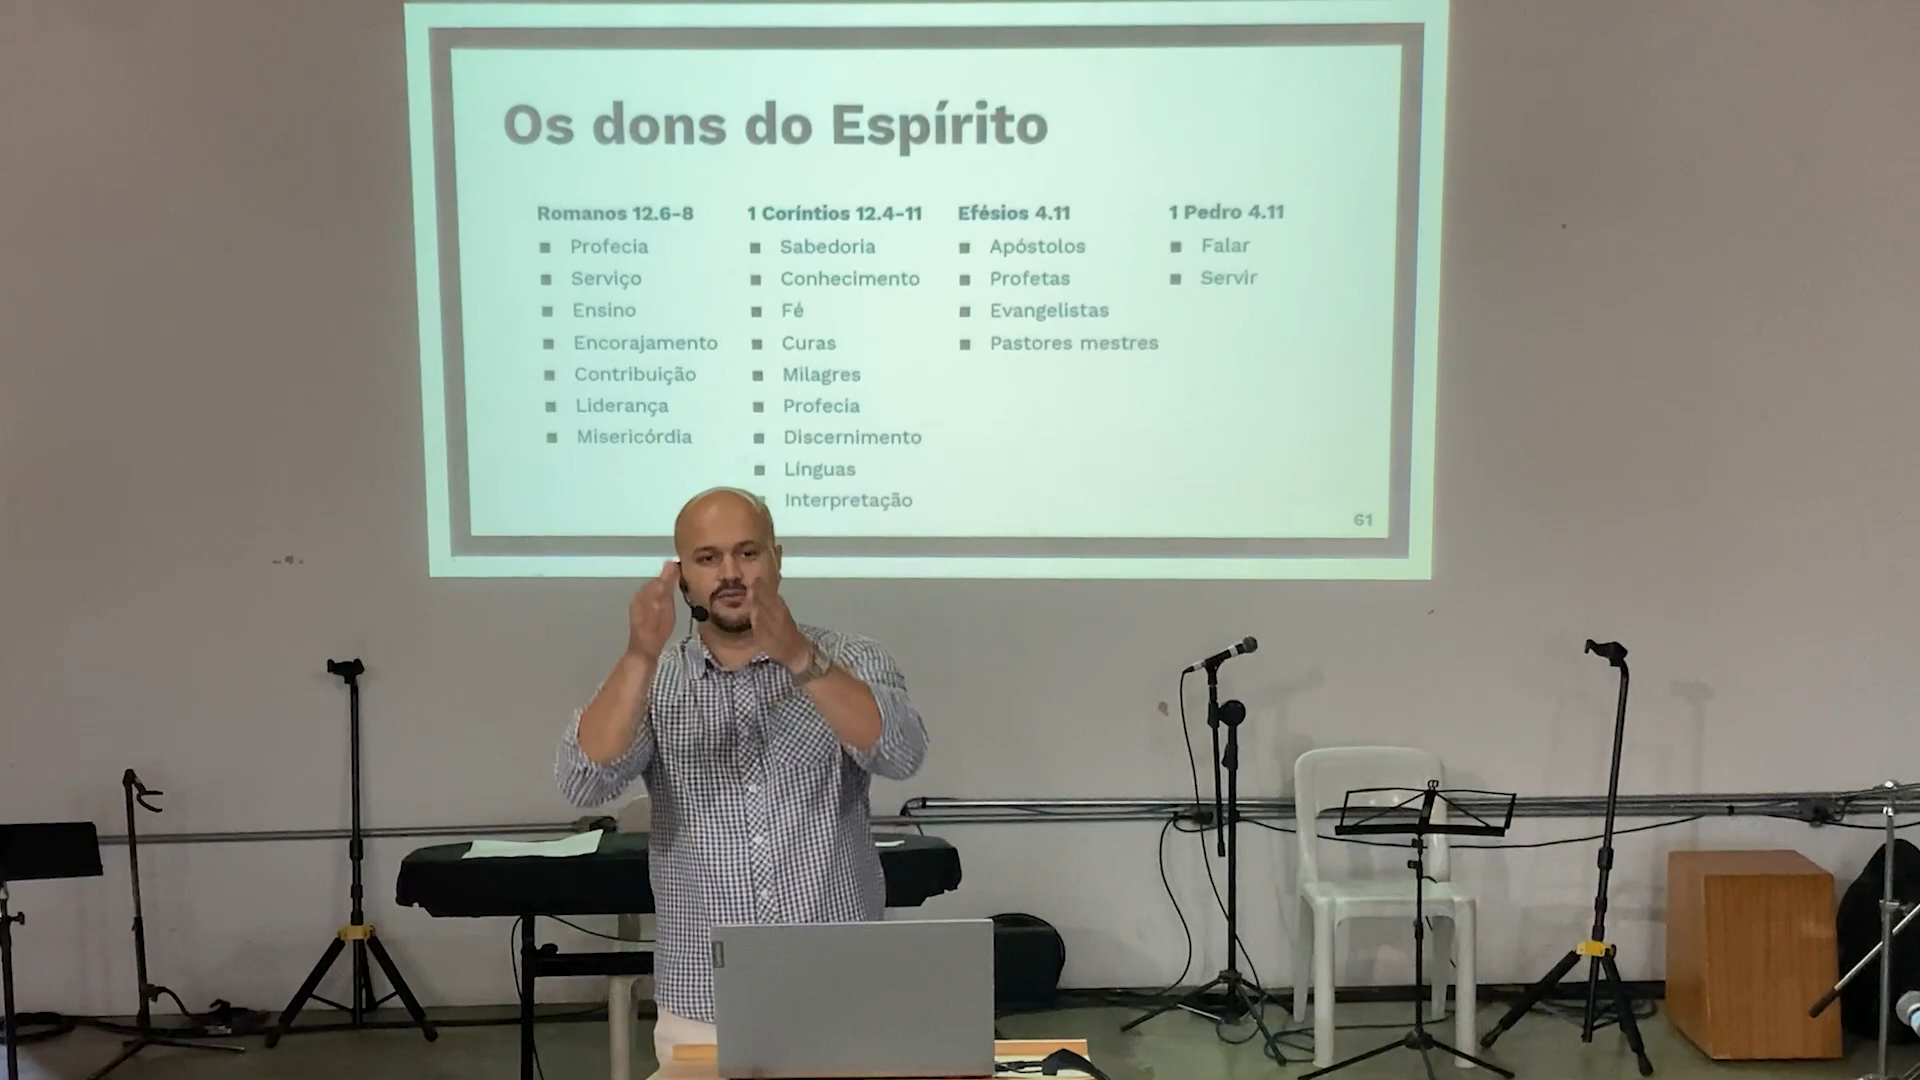 Os dons do Espírito
Romanos 12.6-8
Profecia
Serviço
Ensino
Encorajamento
Contribuição
Liderança
Misericórdia
1 Coríntios 12.4-11
Sabedoria
Conhecimento
Fé
Curas
Milagres
Profecia
Discernimento
Línguas
Interpretação
Efésios 4.11
Apóstolos
Profetas
Evangelistas
Pastores mestres
1 Pedro 4.11
Falar
Servir
61